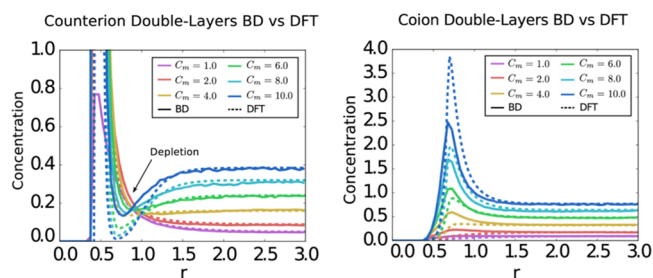 Counterion Double-Layers BD vs DFT
1.0
0.8
0.6
0.4
0.2
0.0
Concentration
C_m = 1.0
C_m = 2.0
C_m = 4.0
BD
C_m = 6.0
C_m = 8.0
C_m = 10.0
DFT
Depletion
0.0 0.5 1.0 1.5 2.0 2.5 3.0
r
Coion Double-Layers BD vs DFT
4.0
3.5
3.0
2.5
2.0
1.5
1.0
0.5
0.0
Concentration
C_m = 1.0
C_m = 2.0
C_m = 4.0
BD
C_m = 6.0
C_m = 8.0
C_m = 10.0
DFT
0.0 0.5 1.0 1.5 2.0 2.5 3.0
r